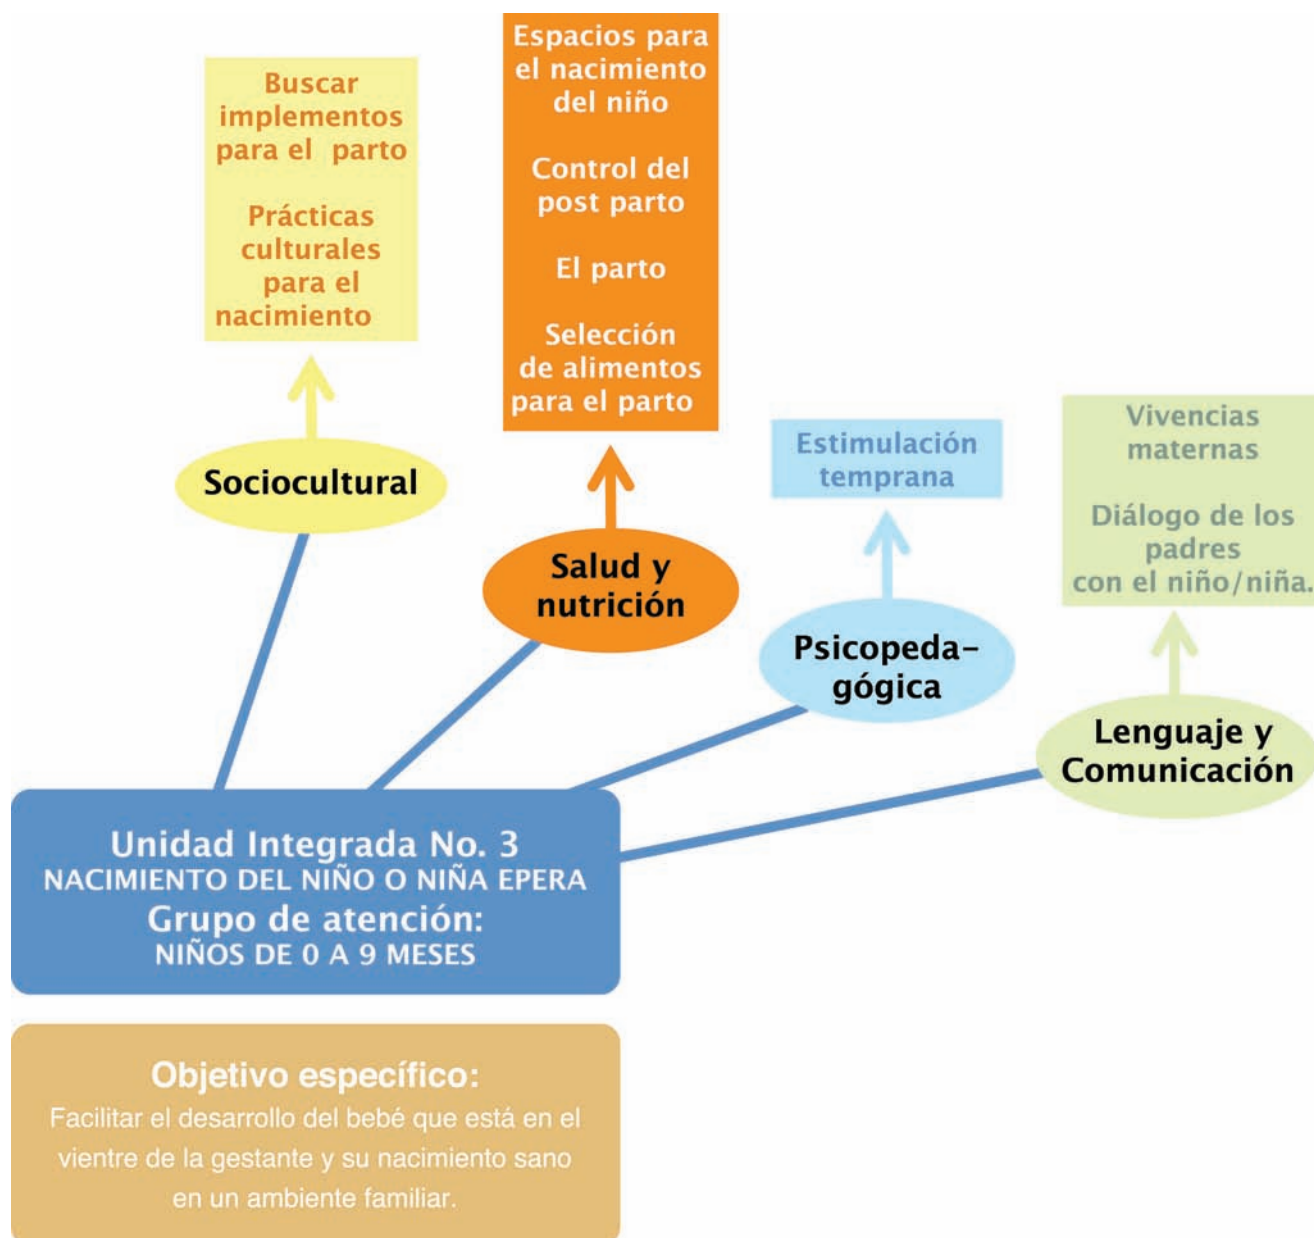 Buscar
implementos
para el parto
Prácticas
culturales
para el
nacimiento
Sociocultural
Espacios para
el nacimiento
del niño
Control del
post parto
El parto
Selección
de alimentos
para el parto
Salud y
nutrición
Estimulación
temprana
Psicopeda-
gógica
Vivencias
maternas
Diálogo de los
padres
con el niño/niña.
Lenguaje y
Comunicación
Unidad Integrada No. 3
NACIMIENTO DEL NIÑO O NIÑA EPERA
Grupo de atención:
NIÑOS DE 0 A 9 MESES
Objetivo específico:
Facilitar el desarrollo del bebé que está en el
vientre de la gestante y su nacimiento sano
en un ambiente familiar.